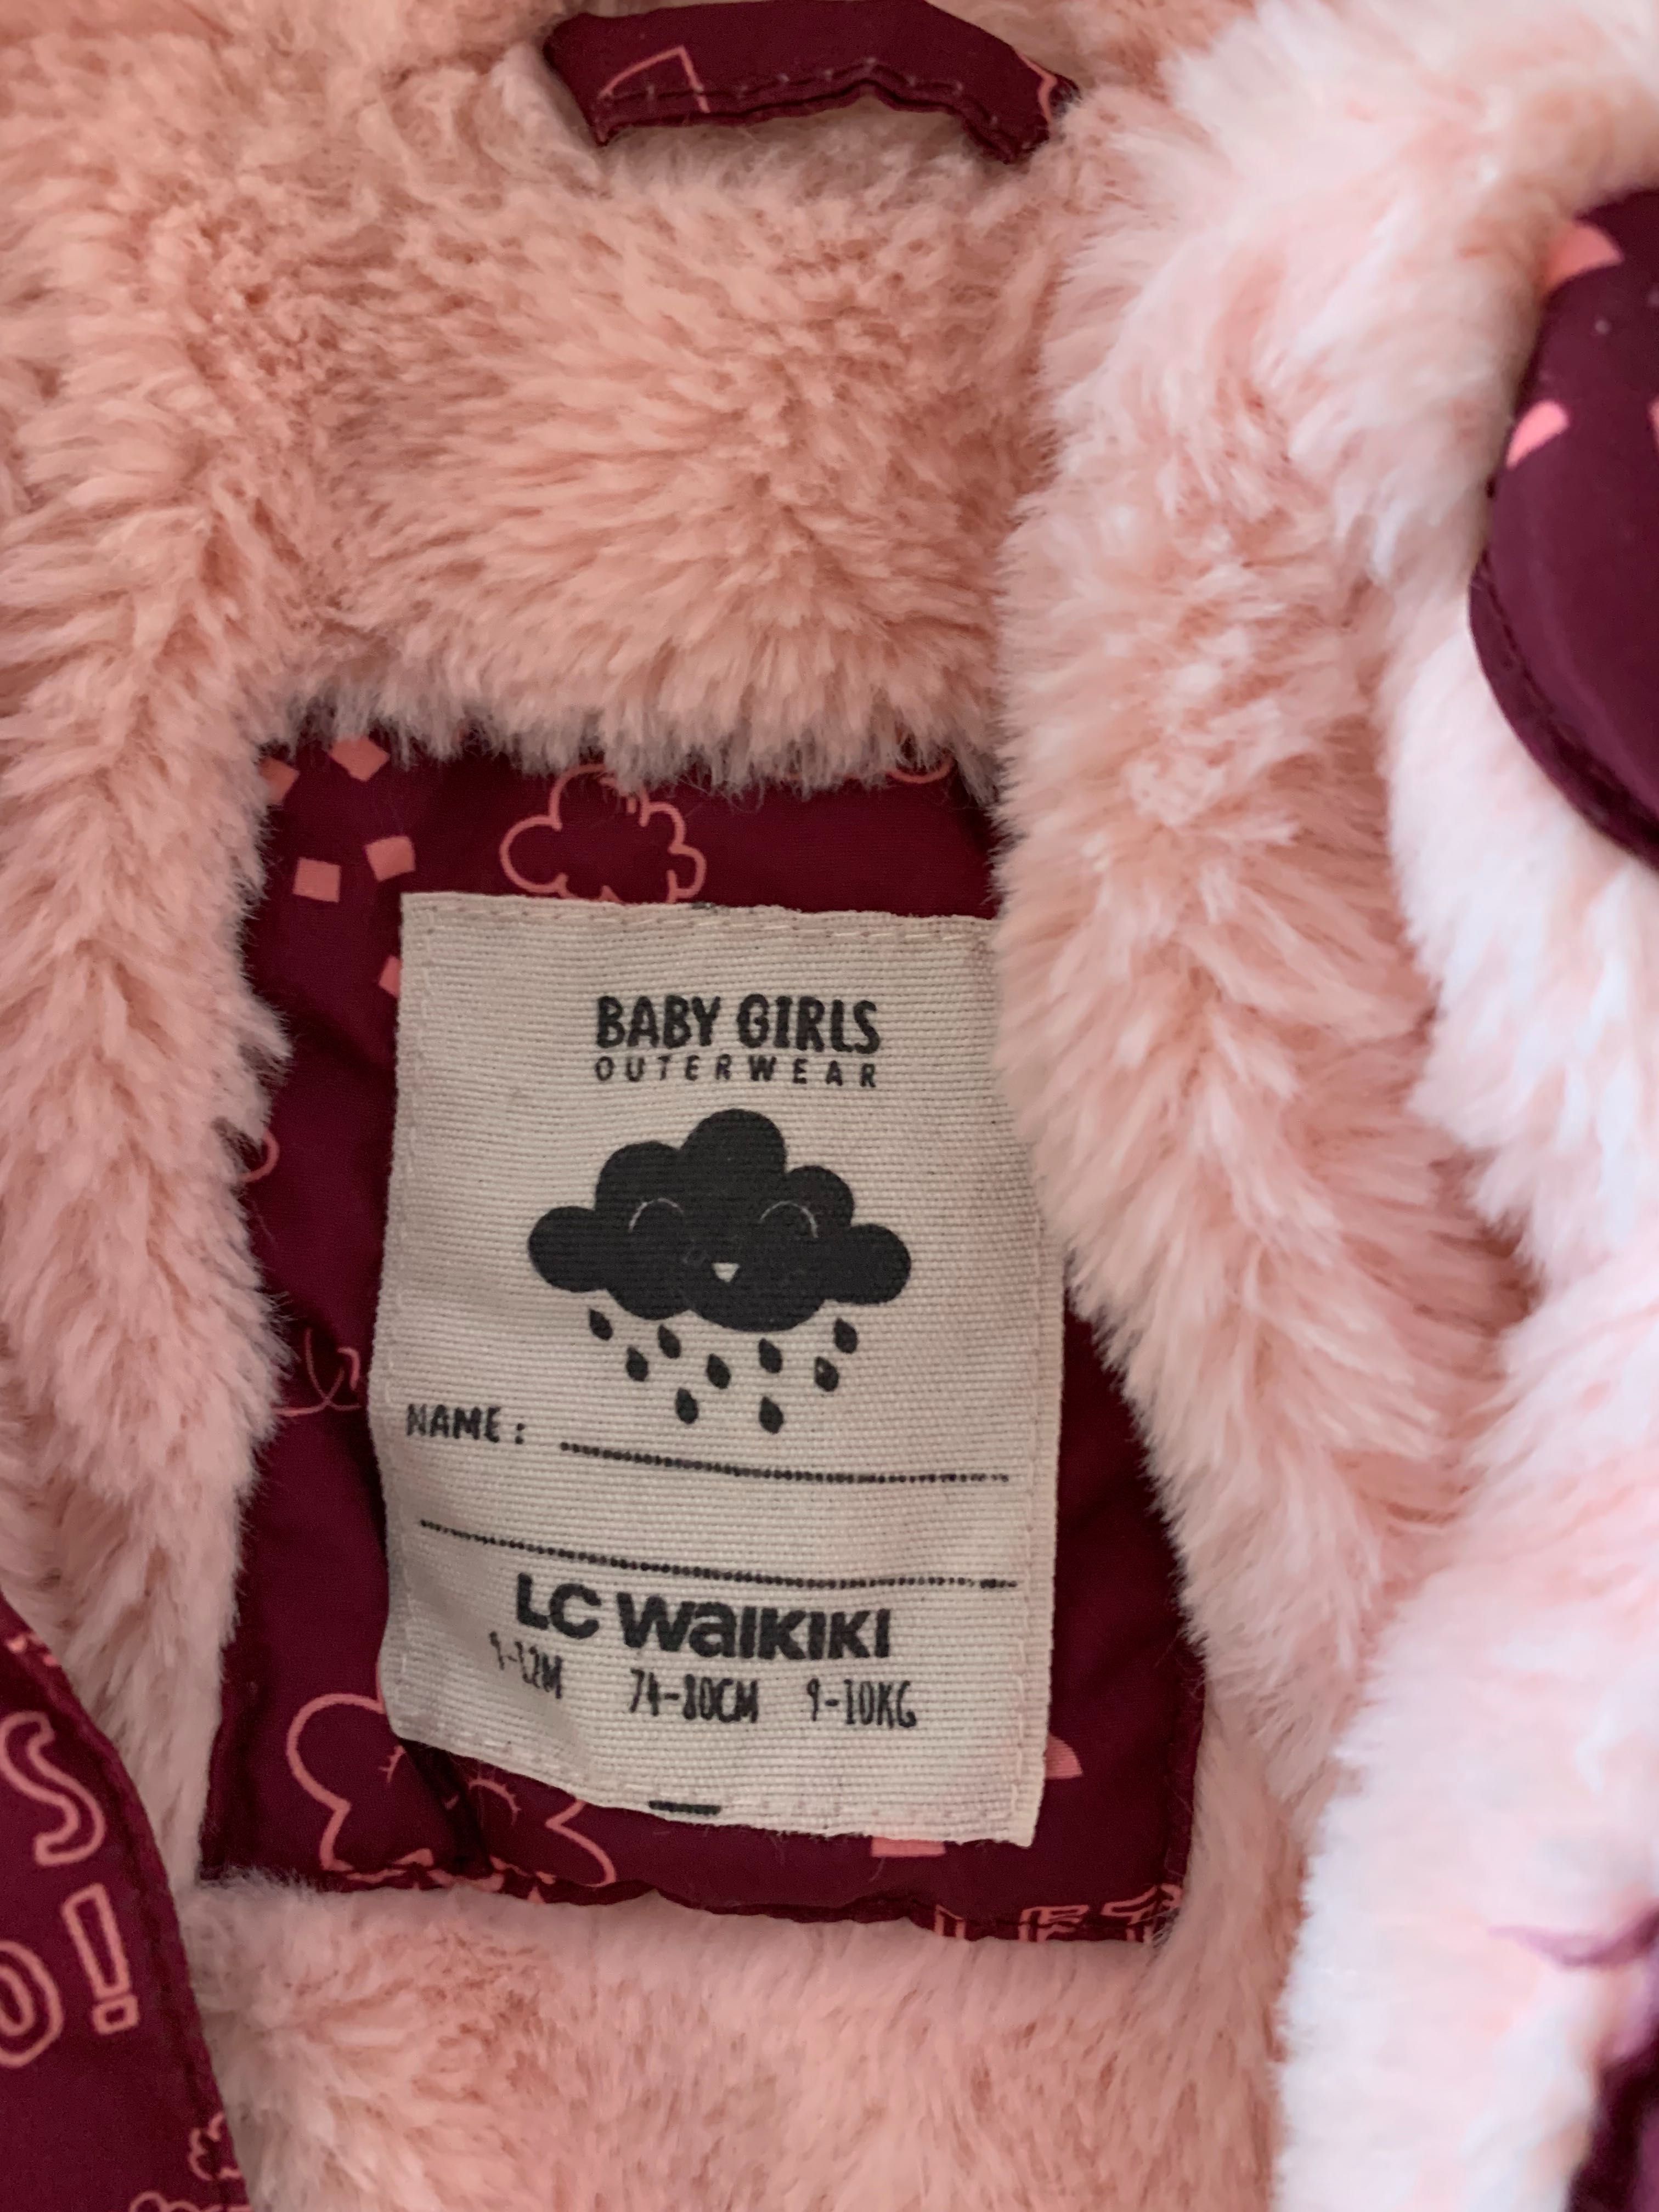 BABY GIRLS
OUTERWEAR
NAME :
LC WAIKIKI
9-12M 74-80CM 9-10KG
S
O!